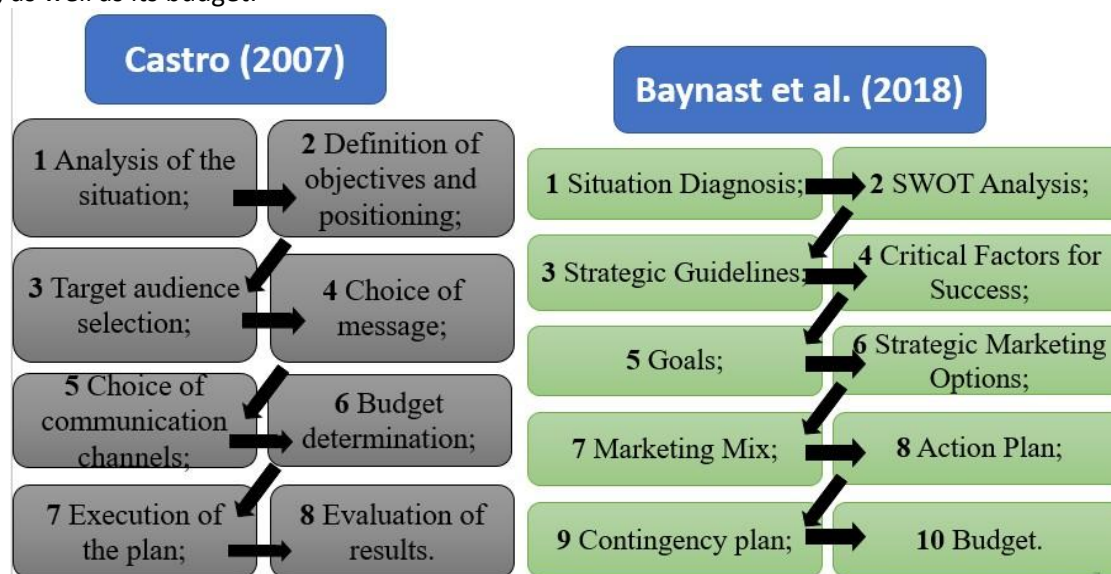 as well as its budget.
Castro (2007)
1 Analysis of the
situation;
2 Definition of
objectives and
positioning;
3 Target audience
selection;
4 Choice of
message;
5 Choice of
communication
channels;
6 Budget
determination;
7 Execution of
the plan;
8 Evaluation of
results.
Baynast et al. (2018)
1 Situation Diagnosis;
2 SWOT Analysis;
3 Strategic Guidelines;
4 Critical Factors for
Success;
5 Goals;
6 Strategic Marketing
Options;
7 Marketing Mix;
8 Action Plan;
9 Contingency plan;
10 Budget.